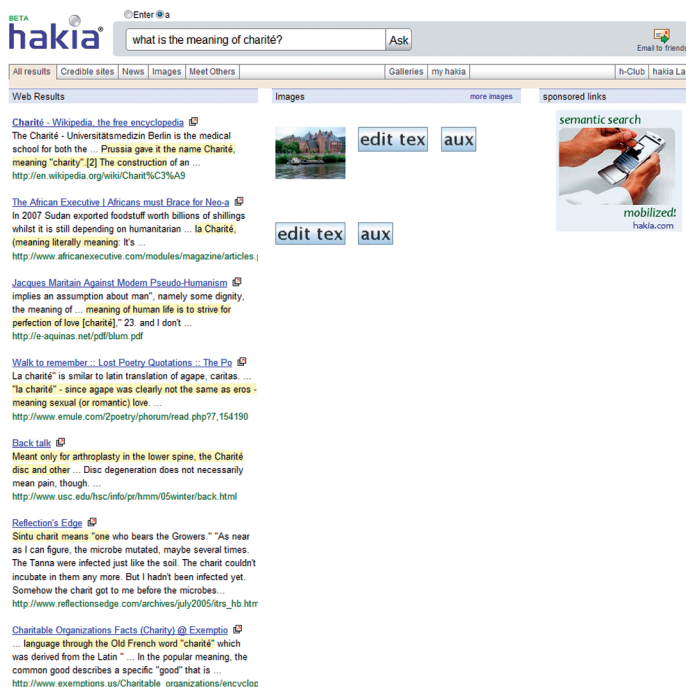 BETA
hakia®
Enter a
what is the meaning of charité?
Ask
Email to friends
All results Credible sites News Images Meet Others Galleries my hakia h-Club hakia La
Web Results
Charité - Wikipedia, the free encyclopedia
The Charité - Universitätsmedizin Berlin is the medical
school for both the ... Prussia gave it the name Charité,
meaning "charity".[2] The construction of an ...
http://en.wikipedia.org/wiki/Charit%C3%A9
The African Executive | Africans must Brace for Neo-a
In 2007 Sudan exported foodstuff worth billions of shillings
whilst it is still depending on humanitarian ... la Charité,
(meaning literally meaning: It's ...
http://www.africanexecutive.com/modules/magazine/articles.p
Jacques Maritain Against Modern Pseudo-Humanism
implies an assumption about man", namely some dignity,
the meaning of ... meaning of human life is to strive for
perfection of love [charité]," 23. and I don't ...
http://e-aquinas.net/pdf/blum.pdf
Walk to remember :: Lost Poetry Quotations :: The Po
La charité" is smilar to latin translation of agape, caritas. ...
"la charité" - since agape was clearly not the same as eros -
meaning sexual (or romantic) love. ...
http://www.emule.com/2poetry/phorum/read.php?7,154190
Back talk
Meant only for arthroplasty in the lower spine, the Charité
disc and other ... Disc degeneration does not necessarily
mean pain, though. ...
http://www.usc.edu/hsc/info/pr/hmm/05winter/back.html
Reflection's Edge
Sintu charit means "one who bears the Growers." "As near
as I can figure, the microbe mutated, maybe several times.
The Tanna were infected just like the soil. The charit couldn't
incubate in them any more. But I hadn't been infected yet.
Somehow the charit got to me before the microbes...
http://www.reflectionsedge.com/archives/july2005/itrs_hb.htm
Charitable Organizations Facts (Charity) @ Exemptio
... language through the Old French word "charité" which
was derived from the Latin " ... In the popular meaning, the
common good describes a specific "good" that is ...
http://www.exemptions.us/Charitable_organizations/encyclop
Images more images
edit tex aux
edit tex aux
sponsored links
semantic search
mobilized!
hakia.com